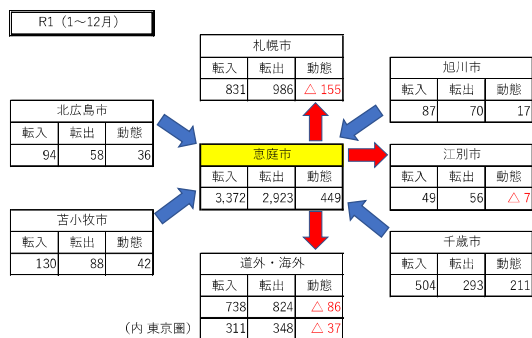 R1（1～12月）
札幌市
転入 転出 動態
831 986 △ 155
旭川市
転入 転出 動態
87 70 17
北広島市
転入 転出 動態
94 58 36
恵庭市
転入 転出 動態
3,372 2,923 449
江別市
転入 転出 動態
49 56 △ 7
苫小牧市
転入 転出 動態
130 88 42
千歳市
転入 転出 動態
504 293 211
道外・海外
転入 転出 動態
738 824 △ 86
（内 東京圏） 311 348 △ 37